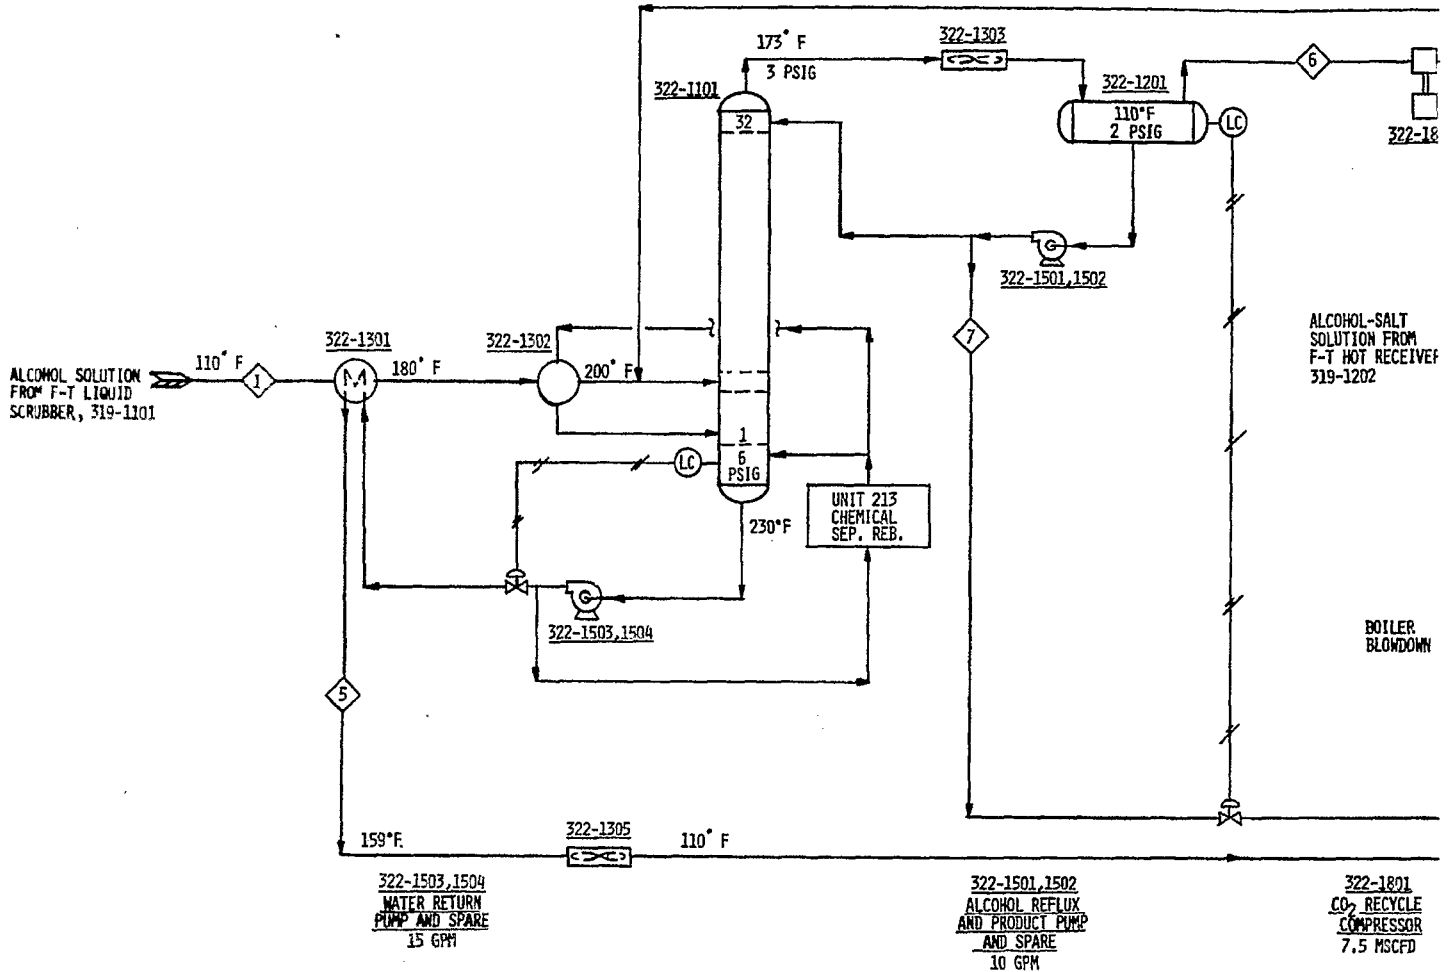 173° F
3 PSIG
322-1303
322-1101
32
322-1201
110°F
2 PSIG
LC
6
322-18
322-1501,1502
7
ALCOHOL-SALT
SOLUTION FROM
F-T HOT RECEIVER
319-1202
ALCOHOL SOLUTION
FROM F-T LIQUID
SCRUBBER, 319-1101
110° F
1
322-1301
180° F
322-1302
200° F
1
6
PSIG
LC
230°F
UNIT 213
CHEMICAL
SEP. REB.
322-1503,1504
BOILER
BLOWDOWN
5
159°F.
322-1305
110° F
322-1503,1504
WATER RETURN
PUMP AND SPARE
15 GPM
322-1501,1502
ALCOHOL REFLUX
AND PRODUCT PUMP
AND SPARE
10 GPM
322-1801
CO2 RECYCLE
COMPRESSOR
7.5 MSCFD